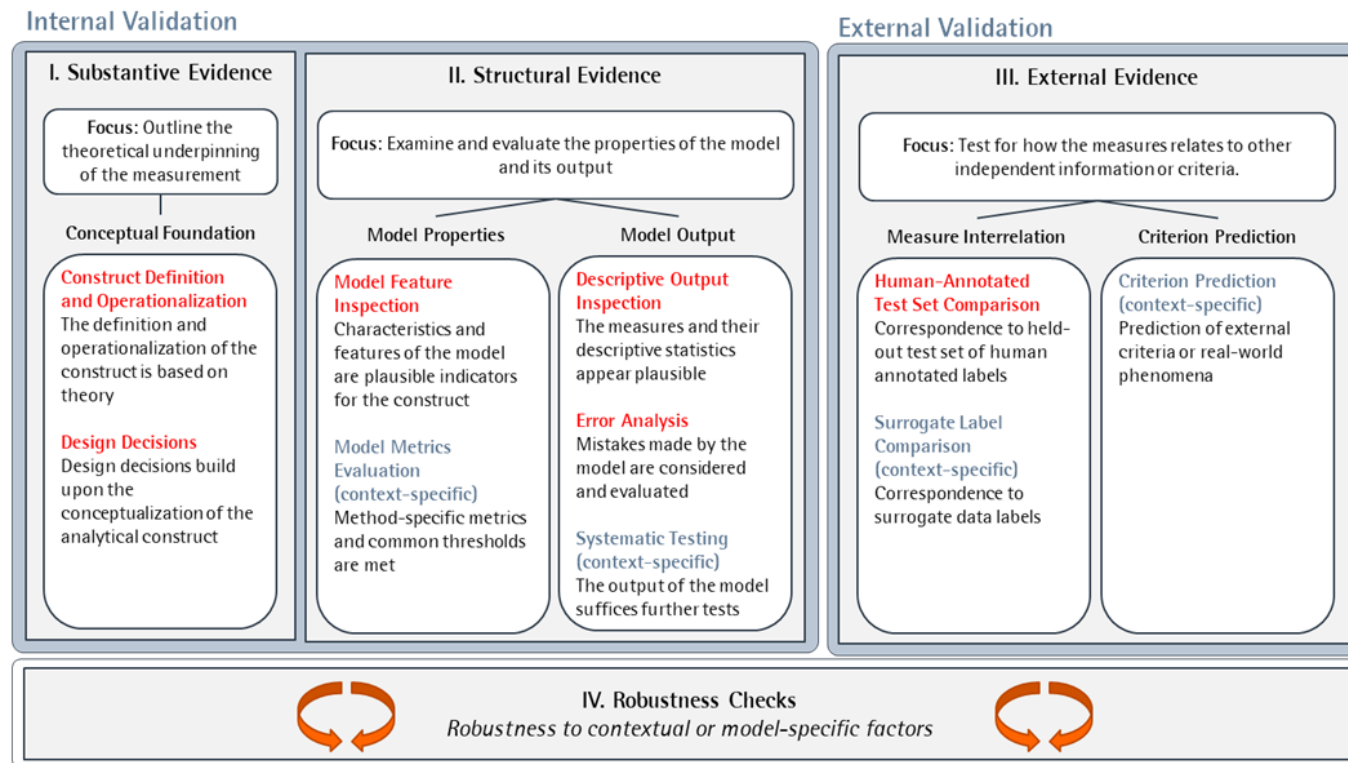 Internal Validation
I. Substantive Evidence
Focus: Outline the
theoretical underpinning
of the measurement
Conceptual Foundation
Construct Definition
and Operationalization
The definition and
operationalization of the
construct is based on
theory
Design Decisions
Design decisions build
upon the
conceptualization of the
analytical construct
II. Structural Evidence
Focus: Examine and evaluate the properties of the model
and its output
Model Properties
Model Feature
Inspection
Characteristics and
features of the model
are plausible indicators
for the construct
Model Metrics
Evaluation
(context-specific)
Method-specific metrics
and common thresholds
are met
Model Output
Descriptive Output
Inspection
The measures and their
descriptive statistics
appear plausible
Error Analysis
Mistakes made by the
model are considered
and evaluated
Systematic Testing
(context-specific)
The output of the model
suffices further tests
External Validation
III. External Evidence
Focus: Test for how the measures relates to other
independent information or criteria.
Measure Interrelation
Human-Annotated
Test Set Comparison
Correspondence to held-
out test set of human
annotated labels
Surrogate Label
Comparison
(context-specific)
Correspondence to
surrogate data labels
Criterion Prediction
Criterion Prediction
(context-specific)
Prediction of external
criteria or real-world
phenomena
IV. Robustness Checks
Robustness to contextual or model-specific factors